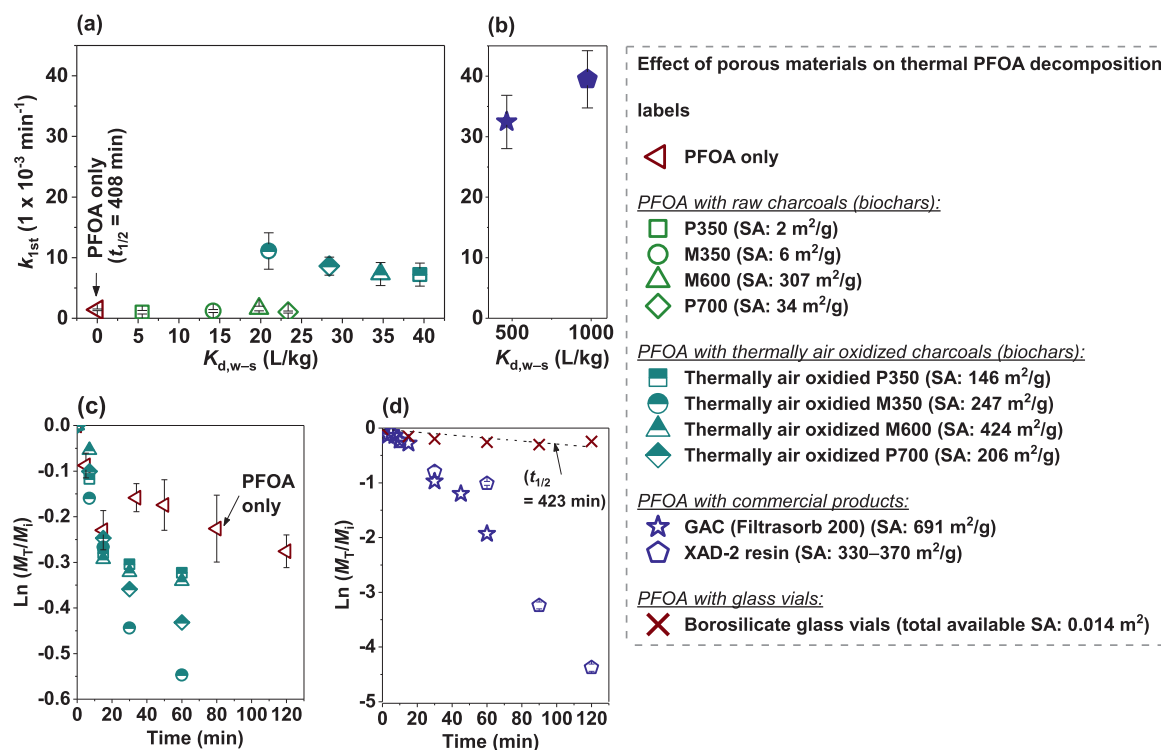 (a)
k1st (1 x 10⁻³ min⁻¹)
40
30
20
10
0
PFOA only
(t1/2 = 408 min)
0 5 10 15 20 25 30 35 40
Kd,w–s (L/kg)
(b)
40
30
20
10
0
500 1000
Kd,w–s (L/kg)
(c)
Ln (MT/Mi)
0.0
-0.1
-0.2
-0.3
-0.4
-0.5
-0.6
PFOA
only
0 20 40 60 80 100 120
Time (min)
(d)
Ln (MT/Mi)
0
-1
-2
-3
-4
-5
(t1/2
= 423 min)
0 20 40 60 80 100 120
Time (min)
Effect of porous materials on thermal PFOA decomposition
labels
PFOA only
PFOA with raw charcoals (biochars):
P350 (SA: 2 m²/g)
M350 (SA: 6 m²/g)
M600 (SA: 307 m²/g)
P700 (SA: 34 m²/g)
PFOA with thermally air oxidized charcoals (biochars):
Thermally air oxidied P350 (SA: 146 m²/g)
Thermally air oxidied M350 (SA: 247 m²/g)
Thermally air oxidized M600 (SA: 424 m²/g)
Thermally air oxidized P700 (SA: 206 m²/g)
PFOA with commercial products:
GAC (Filtrasorb 200) (SA: 691 m²/g)
XAD-2 resin (SA: 330–370 m²/g)
PFOA with glass vials:
Borosilicate glass vials (total available SA: 0.014 m²)